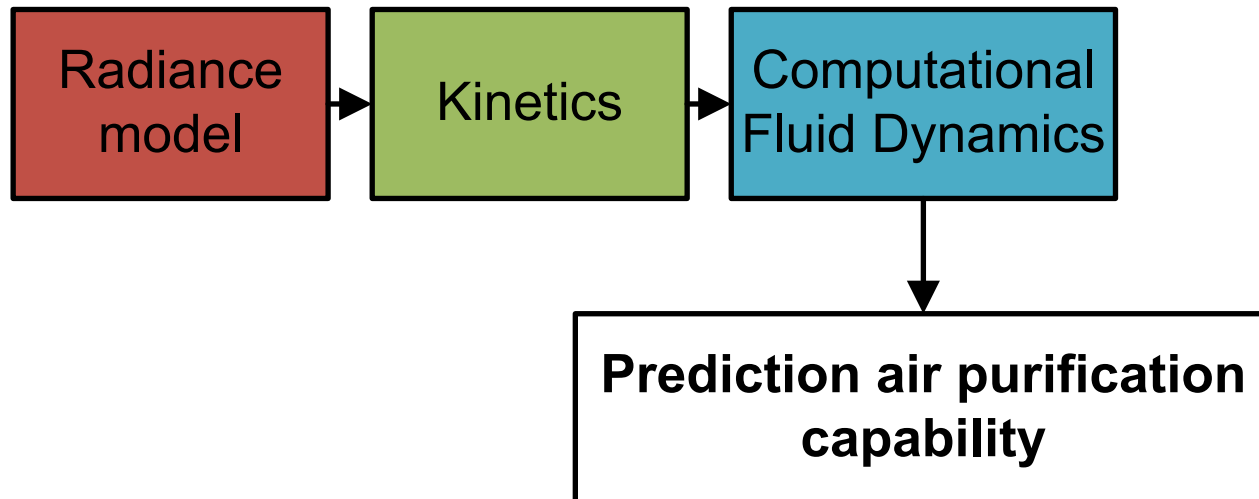 Radiance
model
Kinetics
Computational
Fluid Dynamics
Prediction air purification
capability